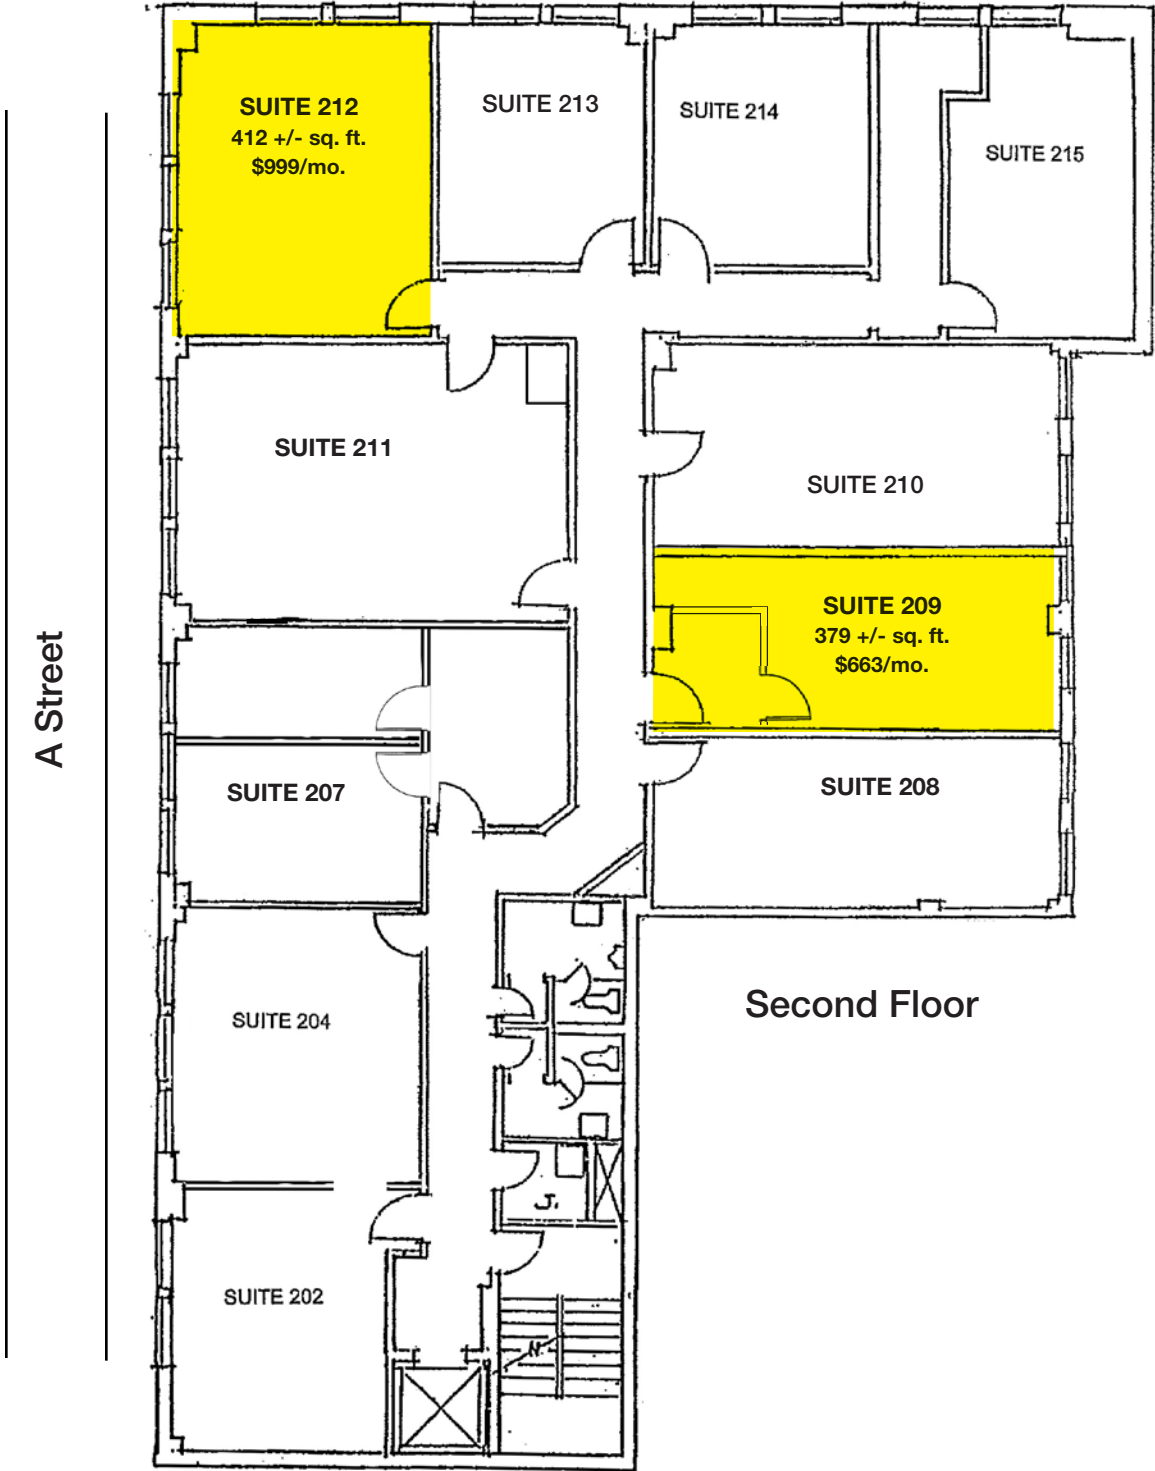 SUITE 212
412 +/- sq. ft.
$999/mo.
SUITE 213
SUITE 214
SUITE 215
SUITE 211
SUITE 210
SUITE 209
379 +/- sq. ft.
$663/mo.
A Street
SUITE 207
SUITE 208
SUITE 204
Second Floor
J.
SUITE 202